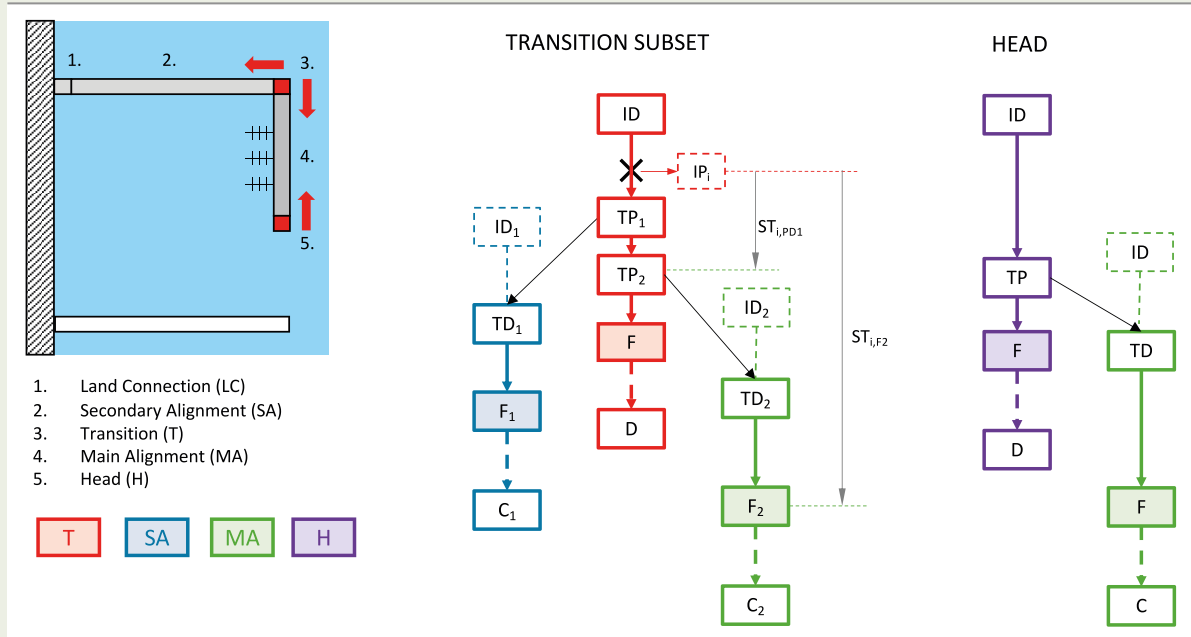 1.
2.
3.
4.
5.
1. Land Connection (LC)
2. Secondary Alignment (SA)
3. Transition (T)
4. Main Alignment (MA)
5. Head (H)
T
SA
MA
H
TRANSITION SUBSET
ID
IPi
TP1
ID1
STi,PD1
TP2
ID2
TD1
F
STi,F2
TD2
F1
D
C1
F2
C2
HEAD
ID
ID
TP
F
TD
D
F
C